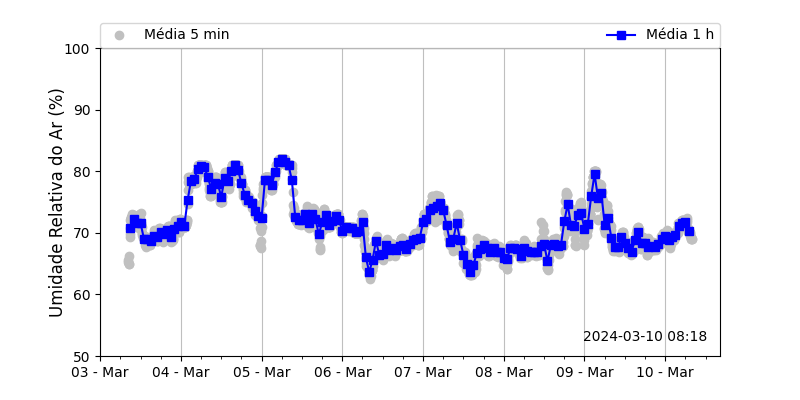 Média 5 min
Média 1 h
Umidade Relativa do Ar (%)
100
90
80
70
60
50
2024-03-10 08:18
03 - Mar
04 - Mar
05 - Mar
06 - Mar
07 - Mar
08 - Mar
09 - Mar
10 - Mar